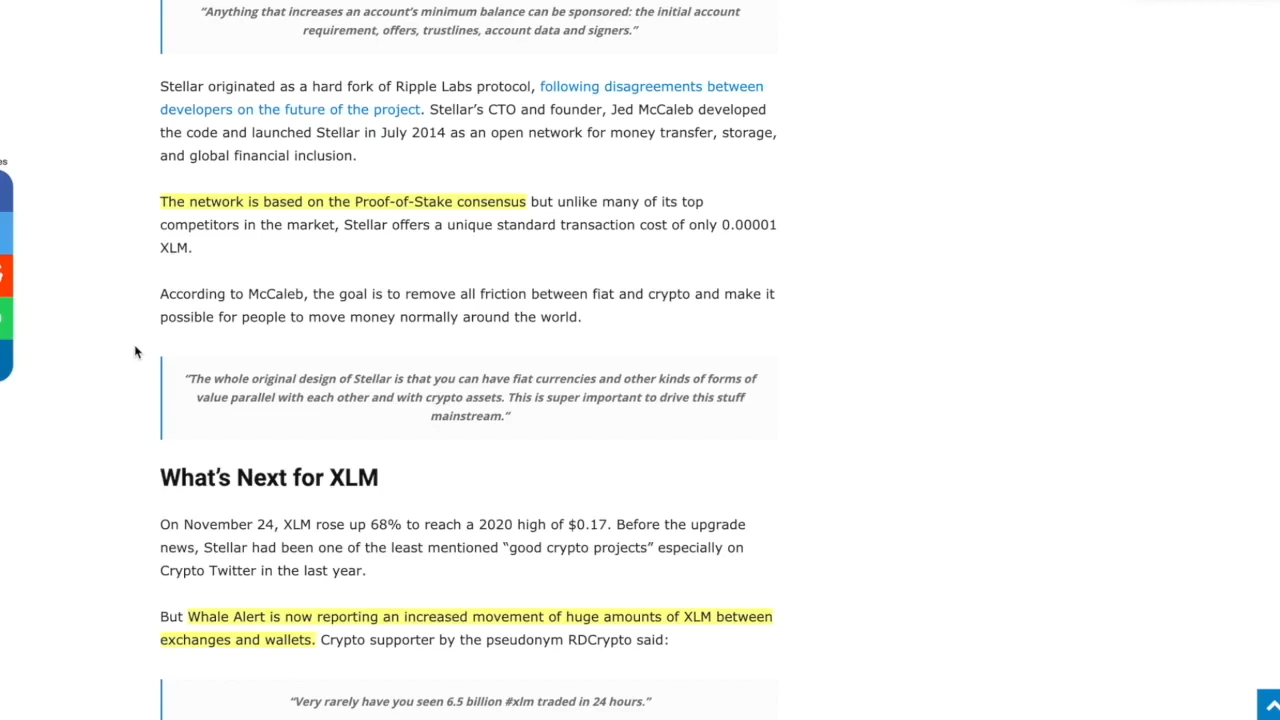 “Anything that increases an account’s minimum balance can be sponsored: the initial account
requirement, offers, trustlines, account data and signers.”
Stellar originated as a hard fork of Ripple Labs protocol, following disagreements between
developers on the future of the project. Stellar’s CTO and founder, Jed McCaleb developed
the code and launched Stellar in July 2014 as an open network for money transfer, storage,
and global financial inclusion.
es
The network is based on the Proof-of-Stake consensus but unlike many of its top
competitors in the market, Stellar offers a unique standard transaction cost of only 0.00001
XLM.
According to McCaleb, the goal is to remove all friction between fiat and crypto and make it
possible for people to move money normally around the world.
“The whole original design of Stellar is that you can have fiat currencies and other kinds of forms of
value parallel with each other and with crypto assets. This is super important to drive this stuff
mainstream.”
What’s Next for XLM
On November 24, XLM rose up 68% to reach a 2020 high of $0.17. Before the upgrade
news, Stellar had been one of the least mentioned “good crypto projects” especially on
Crypto Twitter in the last year.
But Whale Alert is now reporting an increased movement of huge amounts of XLM between
exchanges and wallets. Crypto supporter by the pseudonym RDCrypto said:
“Very rarely have you seen 6.5 billion #xlm traded in 24 hours.”